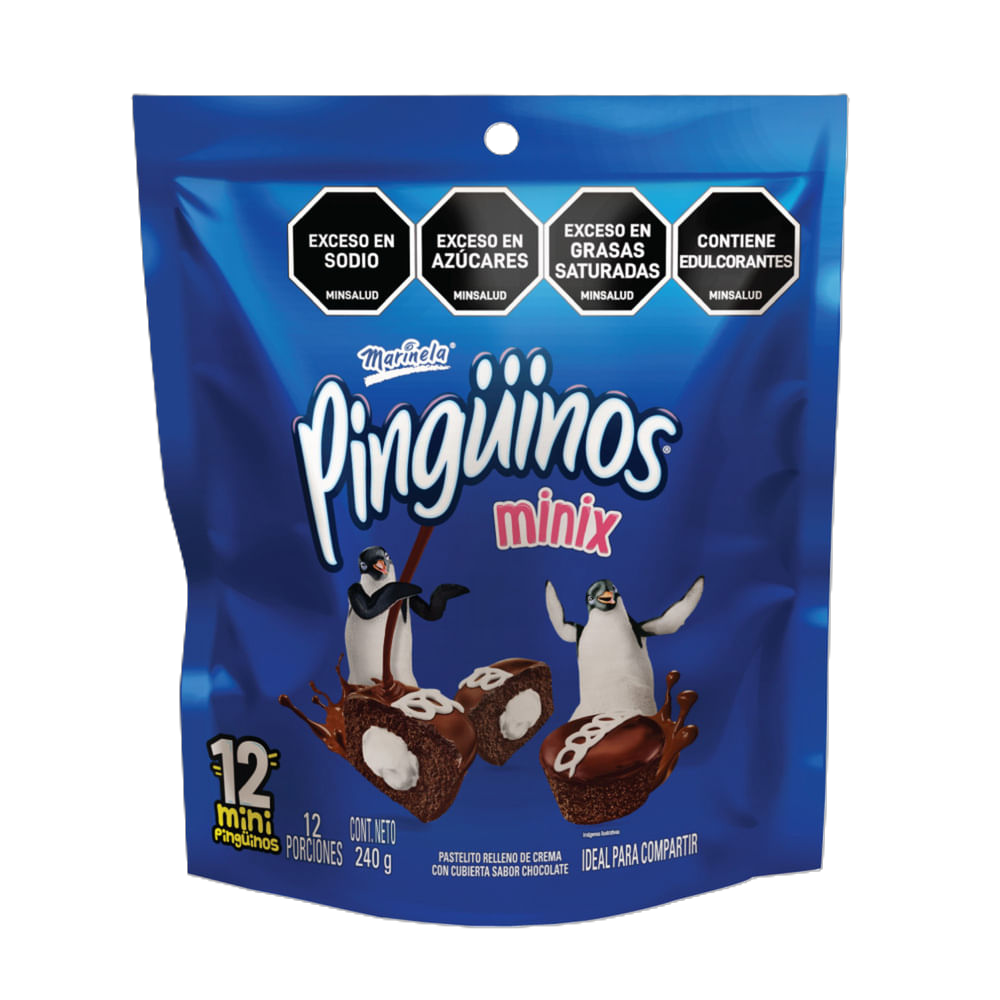 EXCESO EN
SODIO
MINSALUD
EXCESO EN
AZÚCARES
MINSALUD
EXCESO EN
GRASAS
SATURADAS
MINSALUD
CONTIENE
EDULCORANTES
MINSALUD
Marinela®
Pingüinos®
minix
12
mini
pingüinos
12
PORCIONES
CONT. NETO
240 g
PASTELITO RELLENO DE CREMA
CON CUBIERTA SABOR CHOCOLATE
Imágenes ilustrativas
IDEAL PARA COMPARTIR